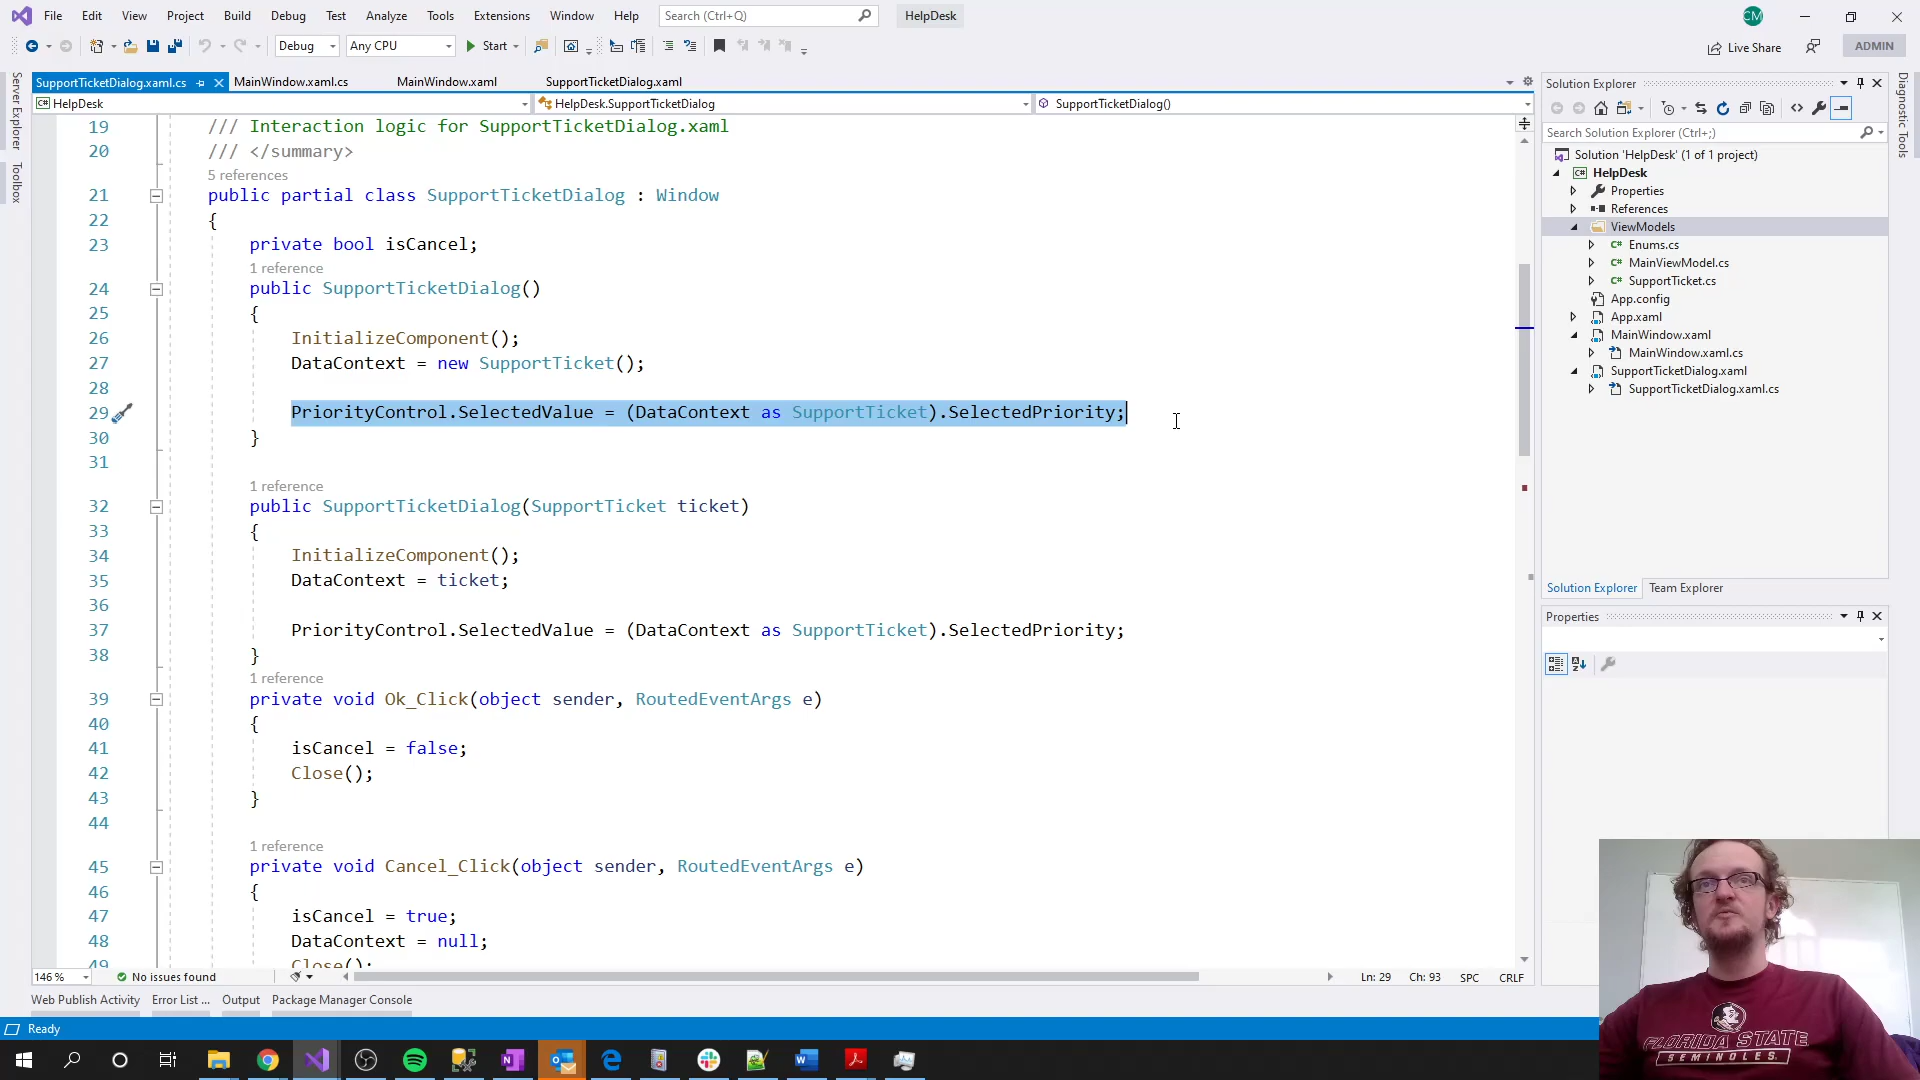 File Edit View Project Build Debug Test Analyze Tools Extensions Window Help Search (Ctrl+Q) HelpDesk CM
Debug Any CPU Start Live Share ADMIN
SupportTicketDialog.xaml.cs MainWindow.xaml.cs MainWindow.xaml SupportTicketDialog.xaml
C# HelpDesk HelpDesk.SupportTicketDialog SupportTicketDialog()
Server Explorer
Toolbox
19 /// Interaction logic for SupportTicketDialog.xaml
20 /// </summary>
5 references
21 public partial class SupportTicketDialog : Window
22 {
23 private bool isCancel;
1 reference
24 public SupportTicketDialog()
25 {
26 InitializeComponent();
27 DataContext = new SupportTicket();
28
29 PriorityControl.SelectedValue = (DataContext as SupportTicket).SelectedPriority;
30 }
31
1 reference
32 public SupportTicketDialog(SupportTicket ticket)
33 {
34 InitializeComponent();
35 DataContext = ticket;
36
37 PriorityControl.SelectedValue = (DataContext as SupportTicket).SelectedPriority;
38 }
1 reference
39 private void Ok_Click(object sender, RoutedEventArgs e)
40 {
41 isCancel = false;
42 Close();
43 }
44
1 reference
45 private void Cancel_Click(object sender, RoutedEventArgs e)
46 {
47 isCancel = true;
48 DataContext = null;
49 Close();
146 % No issues found Ln: 29 Ch: 93 SPC CRLF
Web Publish Activity Error List ... Output Package Manager Console
Ready
Solution Explorer
Search Solution Explorer (Ctrl+;)
Solution 'HelpDesk' (1 of 1 project)
C# HelpDesk
Properties
References
ViewModels
C# Enums.cs
C# MainViewModel.cs
C# SupportTicket.cs
App.config
App.xaml
MainWindow.xaml
MainWindow.xaml.cs
SupportTicketDialog.xaml
SupportTicketDialog.xaml.cs
Solution Explorer Team Explorer
Properties
Diagnostic Tools
FLORIDA STATE
SEMINOLES